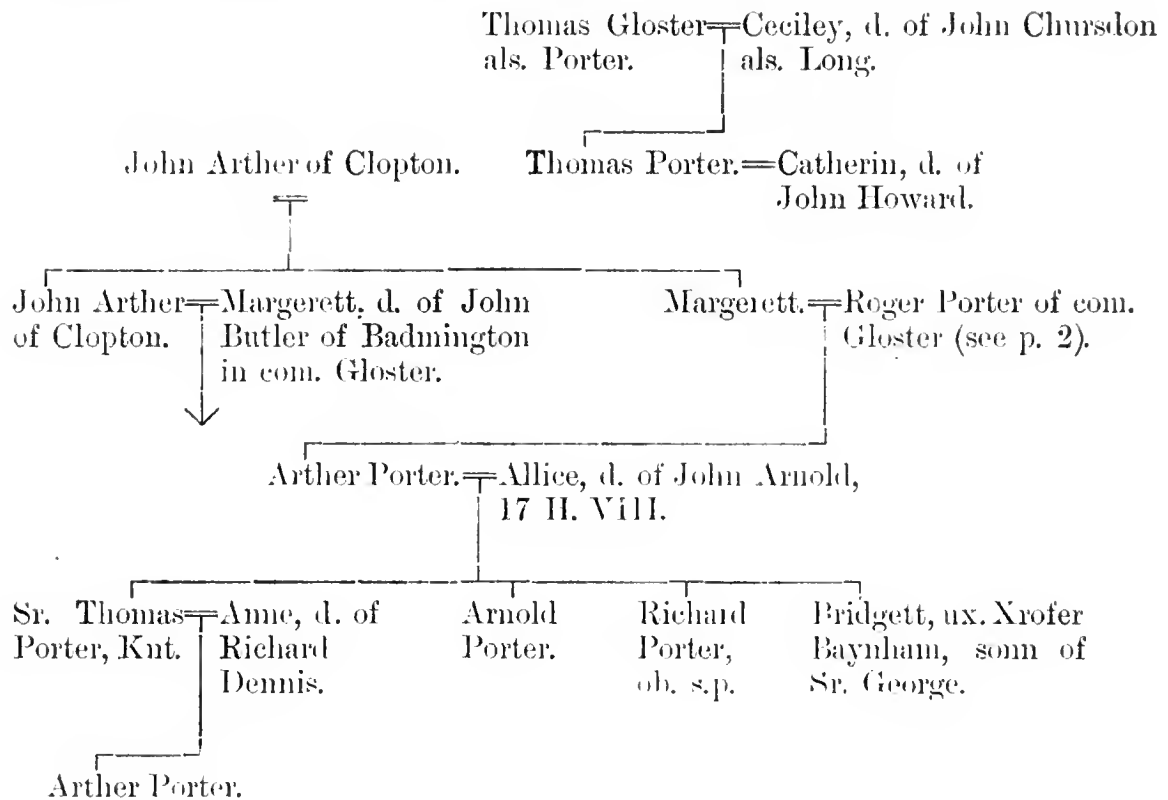 Thomas Gloster=Ceciley, d. of John Chursdon
als. Porter. als. Long.
John Arther of Clopton. Thomas Porter.=Catherin, d. of
John Howard.
John Arther=Margerett, d. of John Margerett.=Roger Porter of com.
of Clopton. Butler of Badmington Gloster (see p. 2).
in com. Gloster.
Arther Porter.=Allice, d. of John Arnold,
17 H. VIII.
Sr. Thomas=Anne, d. of Arnold Richard Bridgett, ux. Xrofer
Porter, Knt. Richard Porter. Porter, Baynham, sonn of
Dennis. ob. s.p. Sr. George.
Arther Porter.